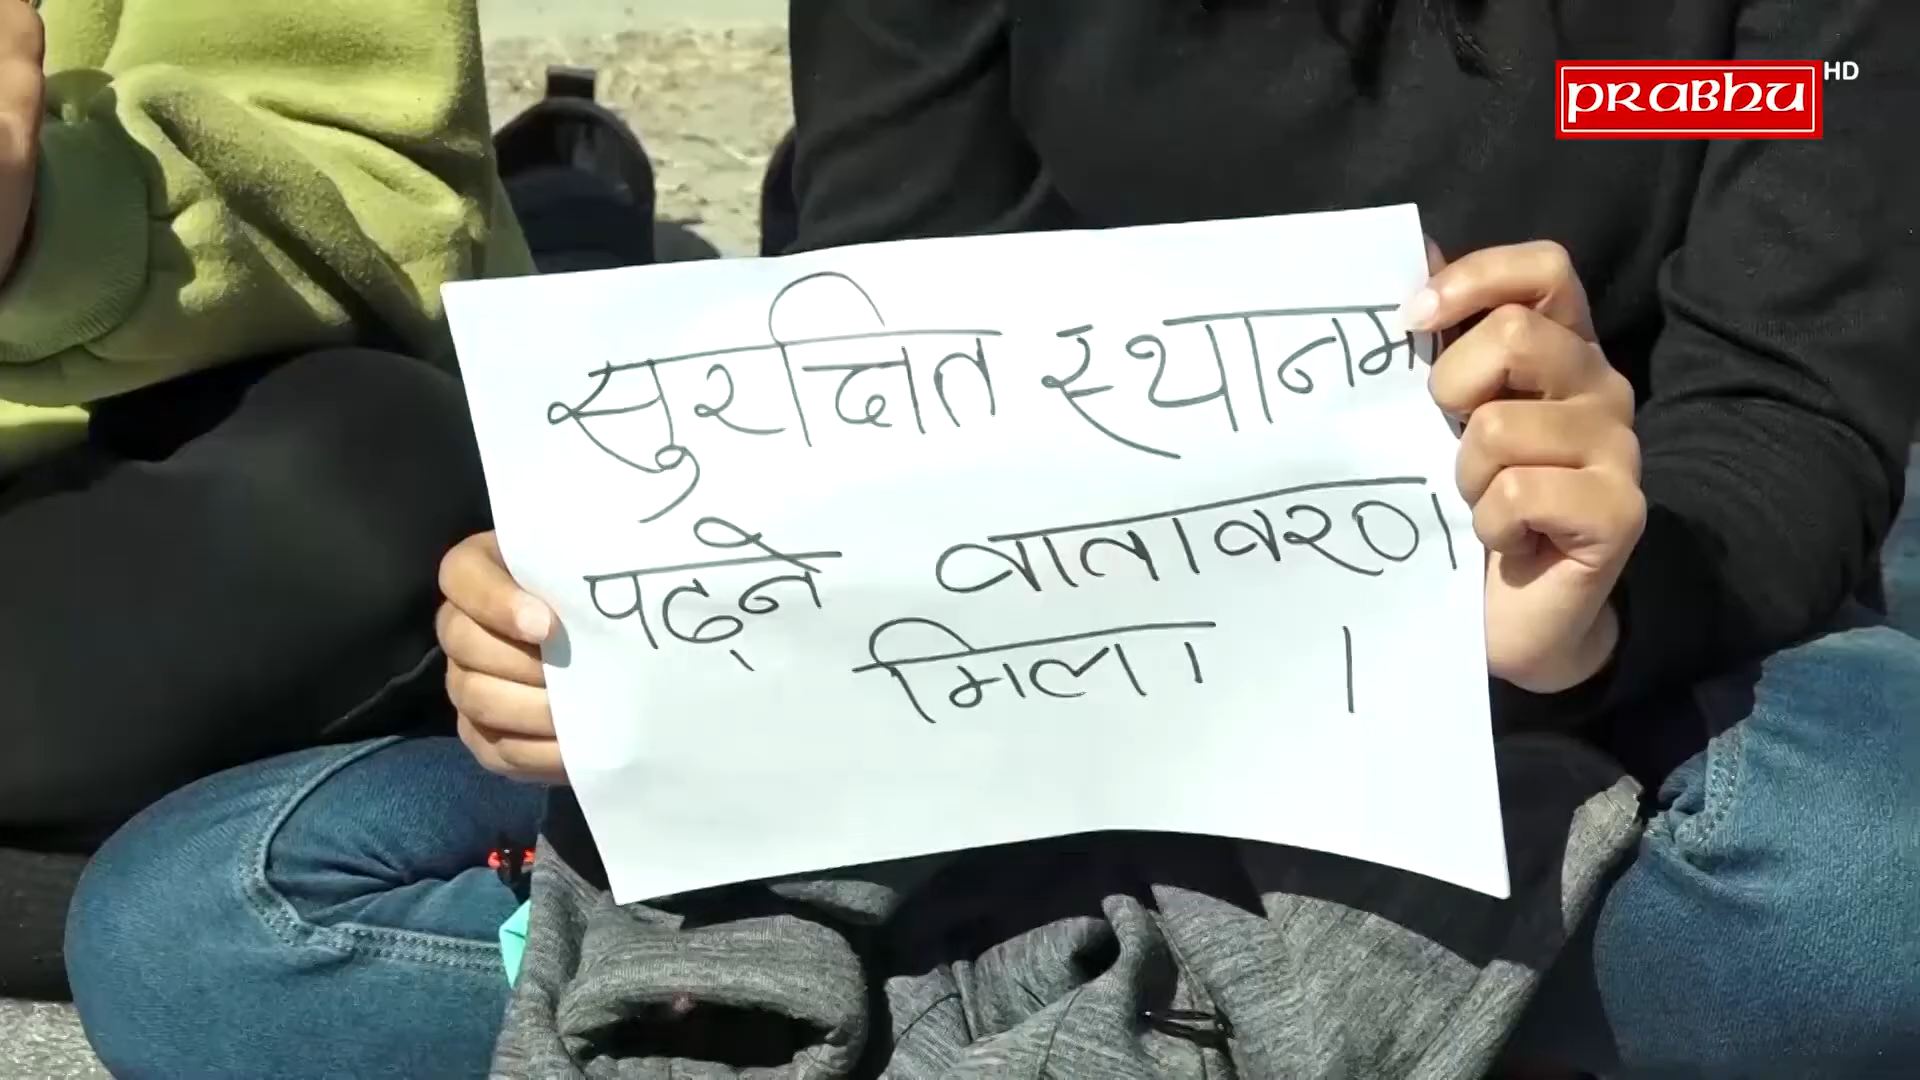 PRABHU HD
सुरक्षित स्थानम
पढ्ने वातावरण
मिला ।